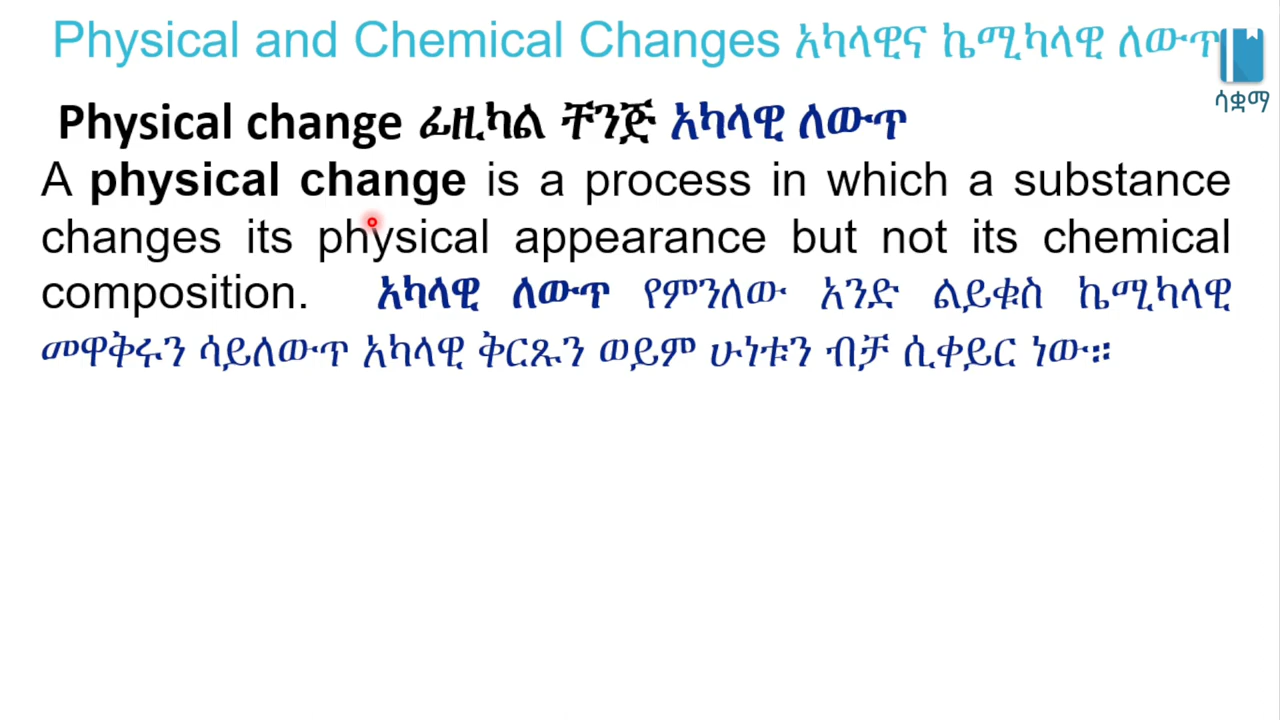 Physical and Chemical Changes አካላዊና ኬሚካላዊ ለውጥ
ሳቋማ
Physical change ፊዚካል ቸንጅ አካላዊ ለውጥ
A physical change is a process in which a substance
changes its physical appearance but not its chemical
composition. አካላዊ ለውጥ የምንለው አንድ ልይቁስ ኬሚካላዊ
መዋቅሩን ሳይለውጥ አካላዊ ቅርጹን ወይም ሁነቱን ብቻ ሲቀይር ነው።